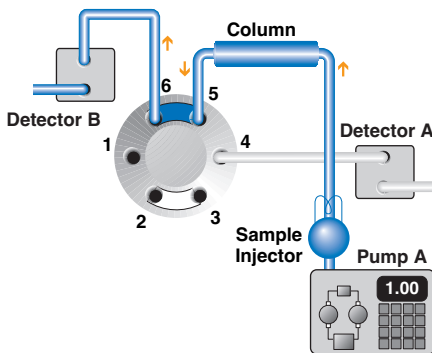 Column
6
5
Detector B
4
Detector A
1
2
3
Sample
Injector
Pump A
1.00